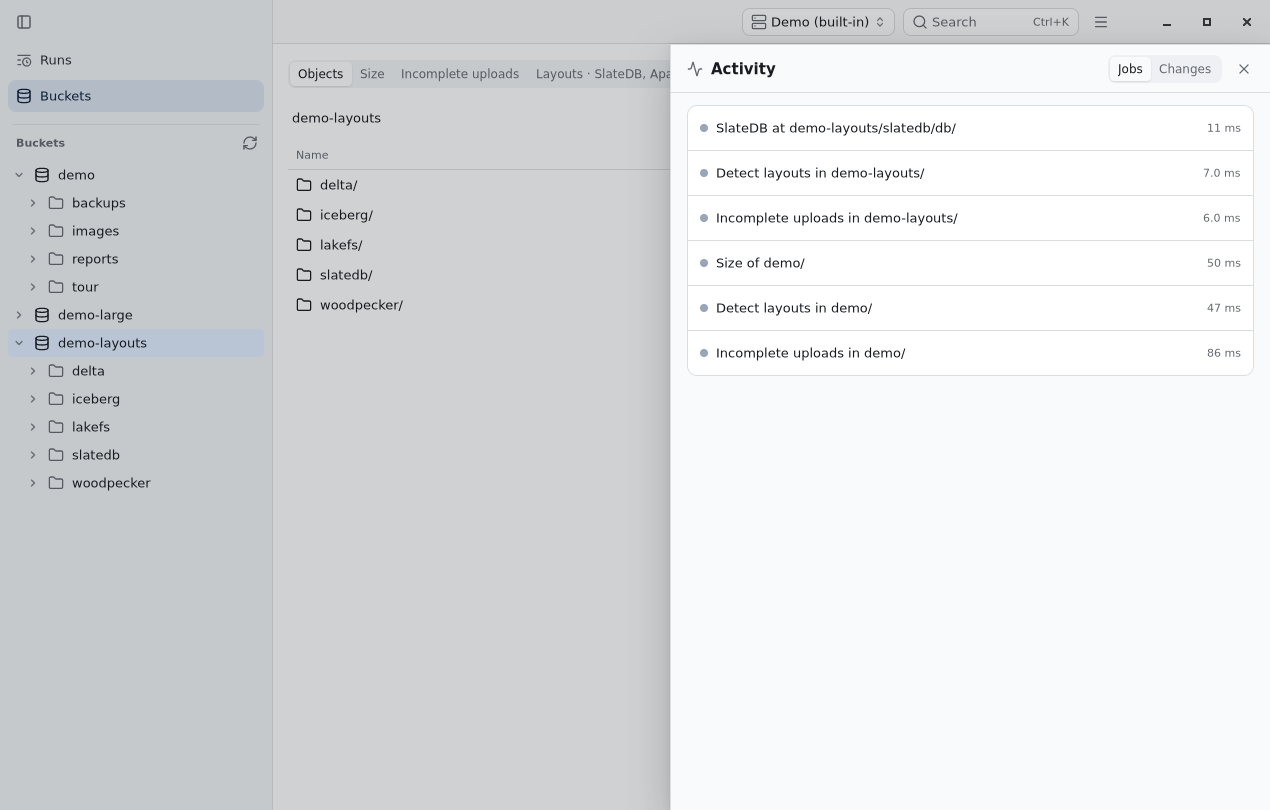 Demo (built-in)
Search
Ctrl+K
Runs
Buckets
Buckets
demo
backups
images
reports
tour
demo-large
demo-layouts
delta
iceberg
lakefs
slatedb
woodpecker
Objects
Size
Incomplete uploads
Layouts · SlateDB, Apa
demo-layouts
Name
delta/
iceberg/
lakefs/
slatedb/
woodpecker/
Activity
Jobs
Changes
SlateDB at demo-layouts/slatedb/db/ 11 ms
Detect layouts in demo-layouts/ 7.0 ms
Incomplete uploads in demo-layouts/ 6.0 ms
Size of demo/ 50 ms
Detect layouts in demo/ 47 ms
Incomplete uploads in demo/ 86 ms